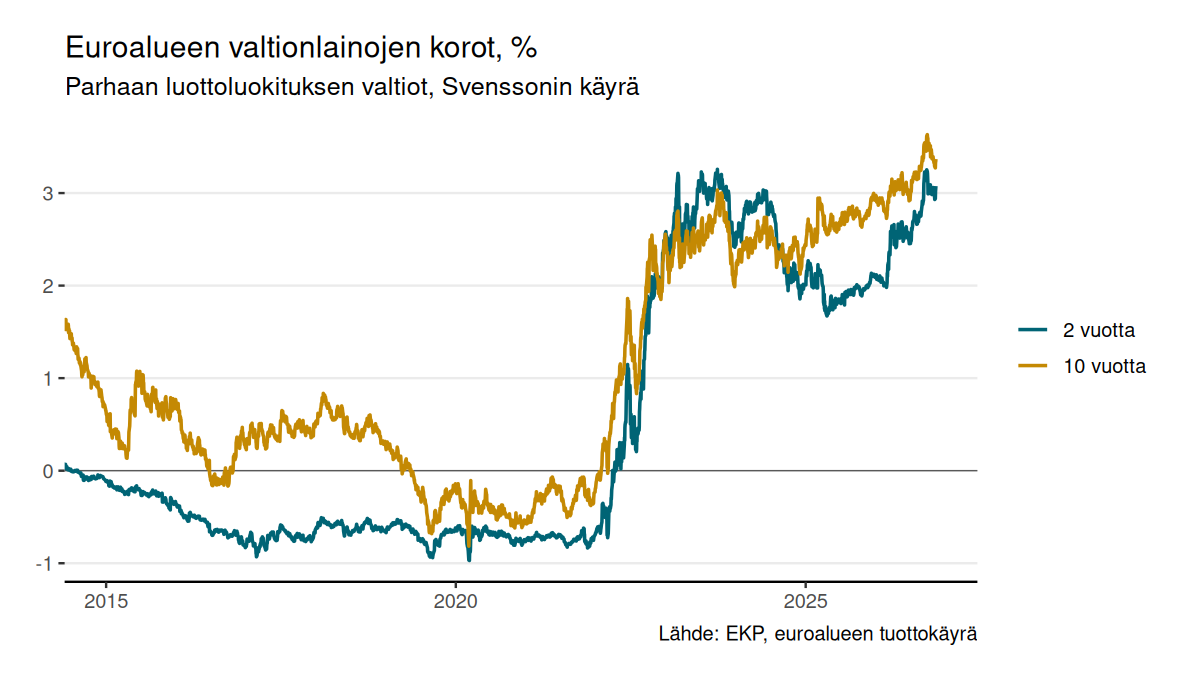 Euroalueen valtionlainojen korot, %
Parhaan luottoluokituksen valtiot, Svenssonin käyrä
3
2
1
0
-1
2015
2020
2025
2 vuotta
10 vuotta
Lähde: EKP, euroalueen tuottokäyrä